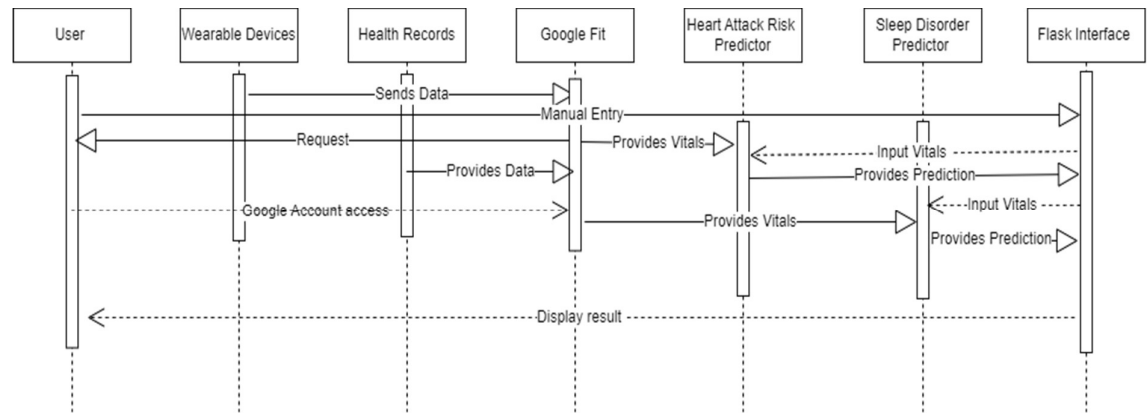 User
Wearable Devices
Health Records
Google Fit
Heart Attack Risk
Predictor
Sleep Disorder
Predictor
Flask Interface
Sends Data
Manual Entry
Request
Provides Vitals
Input Vitals
Provides Data
Provides Prediction
Google Account access
Input Vitals
Provides Vitals
Provides Prediction
Display result